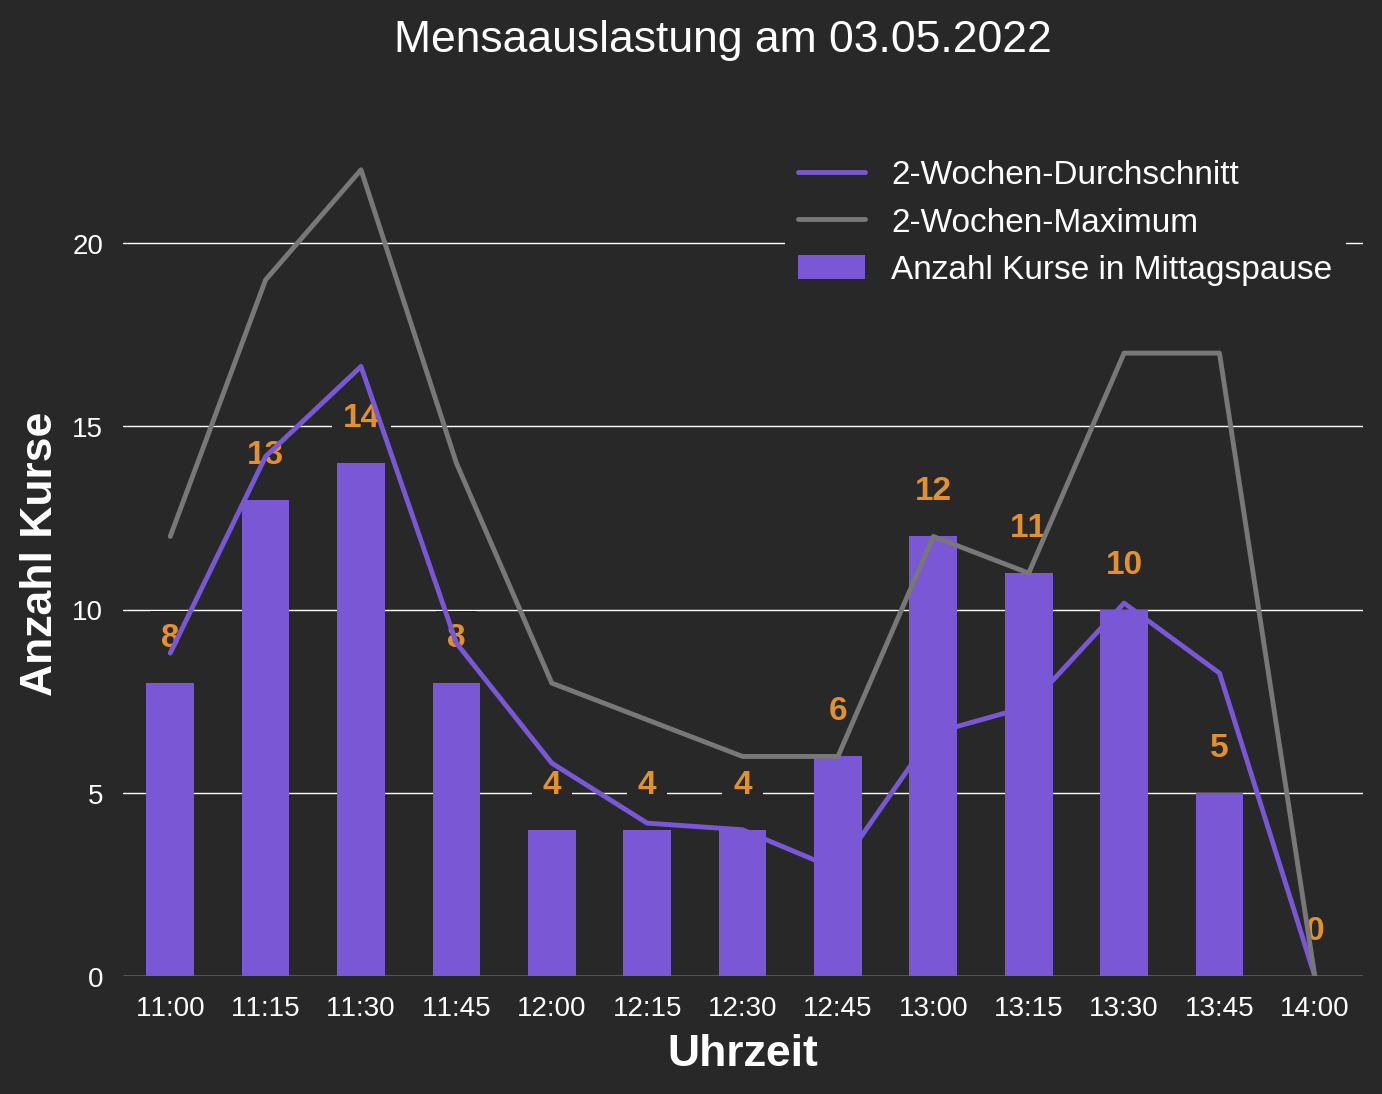 Mensaauslastung am 03.05.2022
2-Wochen-Durchschnitt
2-Wochen-Maximum
Anzahl Kurse in Mittagspause
Anzahl Kurse
20
15
10
5
0
8
13
14
8
4
4
4
6
12
11
10
5
0
11:00 11:15 11:30 11:45 12:00 12:15 12:30 12:45 13:00 13:15 13:30 13:45 14:00
Uhrzeit